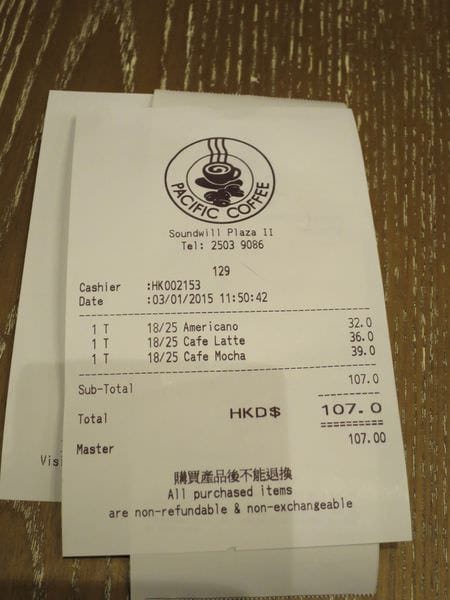 PACIFIC COFFEE
Soundwill Plaza II
Tel: 2503 9086
129
Cashier :HK002153
Date :03/01/2015 11:50:42
1 T 18/25 Americano 32.0
1 T 18/25 Cafe Latte 36.0
1 T 18/25 Cafe Mocha 39.0
Sub-Total 107.0
Total HKD$ 107.0
Master 107.00
購買產品後不能退換
All purchased items
are non-refundable & non-exchangeable